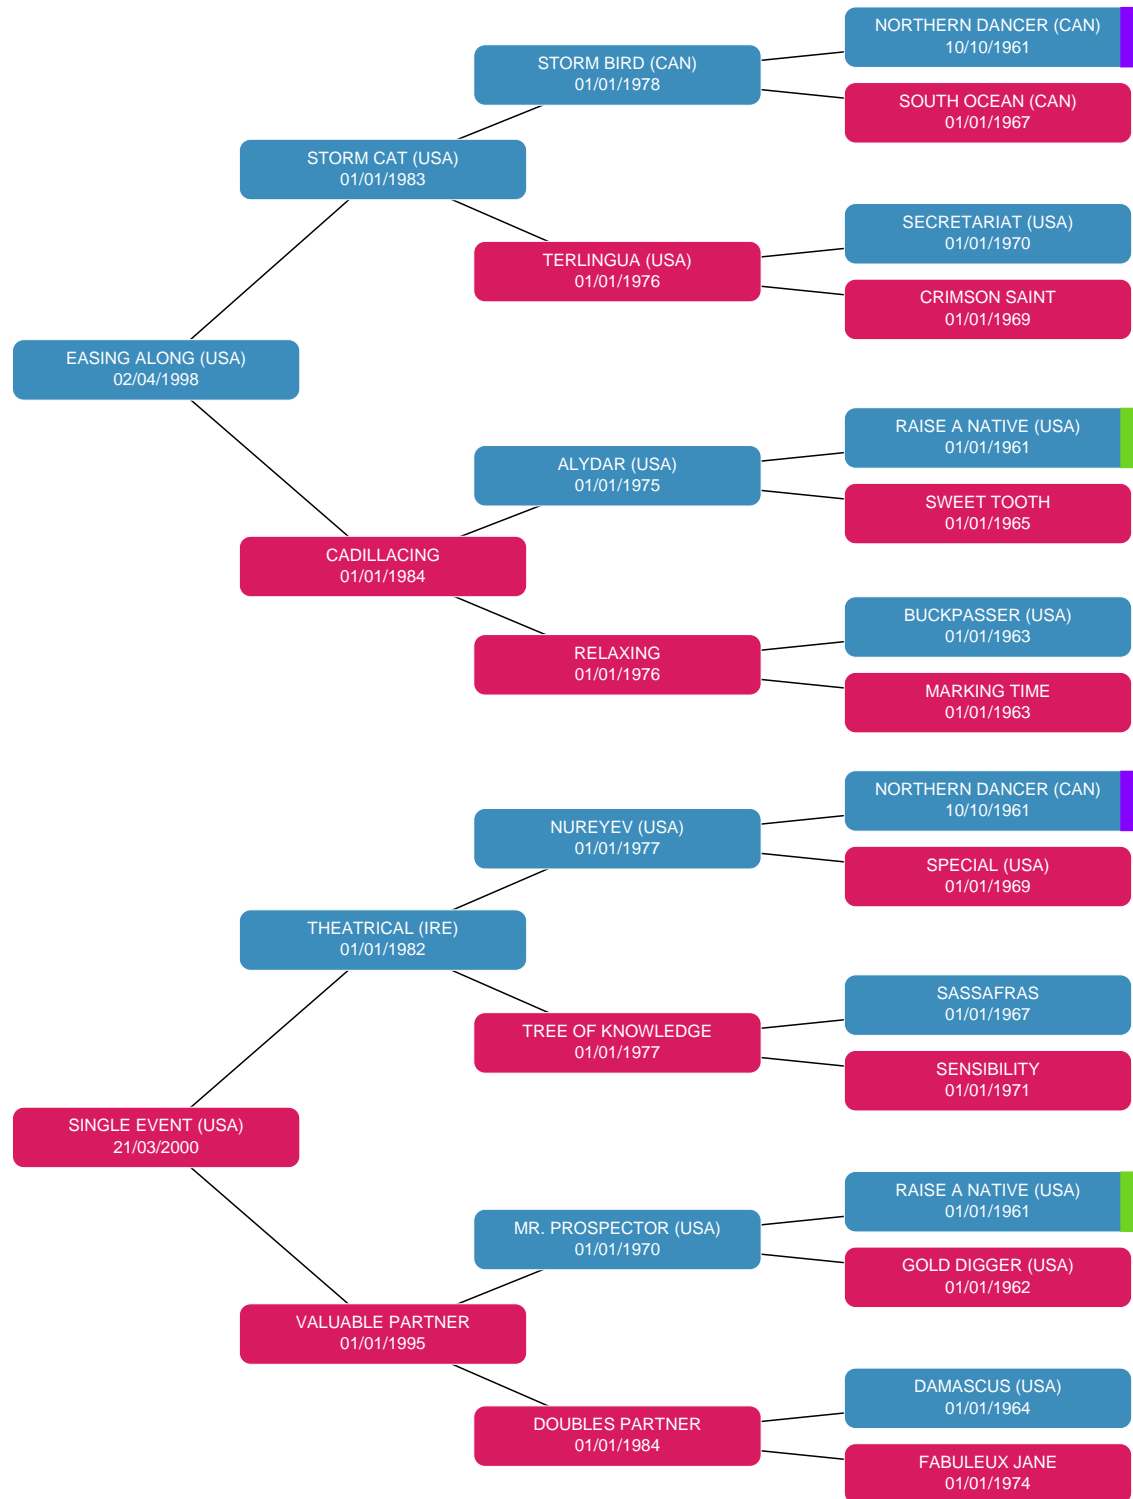 NORTHERN DANCER (CAN)
10/10/1961
STORM BIRD (CAN)
01/01/1978
SOUTH OCEAN (CAN)
01/01/1967
STORM CAT (USA)
01/01/1983
SECRETARIAT (USA)
01/01/1970
TERLINGUA (USA)
01/01/1976
CRIMSON SAINT
01/01/1969
EASING ALONG (USA)
02/04/1998
RAISE A NATIVE (USA)
01/01/1961
ALYDAR (USA)
01/01/1975
SWEET TOOTH
01/01/1965
CADILLACING
01/01/1984
BUCKPASSER (USA)
01/01/1963
RELAXING
01/01/1976
MARKING TIME
01/01/1963
NORTHERN DANCER (CAN)
10/10/1961
NUREYEV (USA)
01/01/1977
SPECIAL (USA)
01/01/1969
THEATRICAL (IRE)
01/01/1982
SASSAFRAS
01/01/1967
TREE OF KNOWLEDGE
01/01/1977
SENSIBILITY
01/01/1971
SINGLE EVENT (USA)
21/03/2000
RAISE A NATIVE (USA)
01/01/1961
MR. PROSPECTOR (USA)
01/01/1970
GOLD DIGGER (USA)
01/01/1962
VALUABLE PARTNER
01/01/1995
DAMASCUS (USA)
01/01/1964
DOUBLES PARTNER
01/01/1984
FABULEUX JANE
01/01/1974